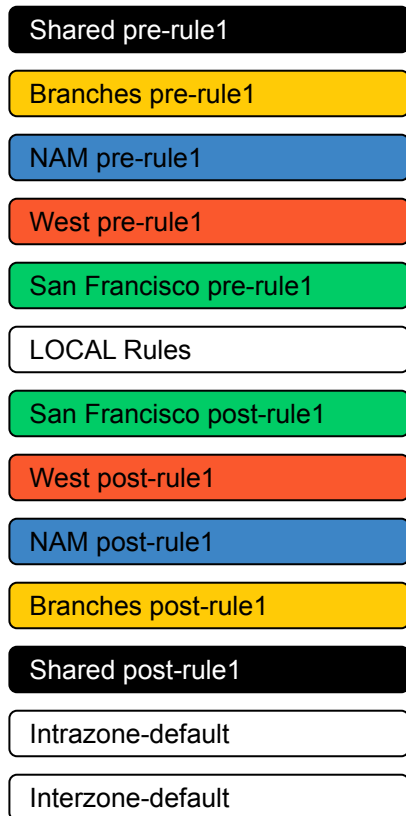 Shared pre-rule1
Branches pre-rule1
NAM pre-rule1
West pre-rule1
San Francisco pre-rule1
LOCAL Rules
San Francisco post-rule1
West post-rule1
NAM post-rule1
Branches post-rule1
Shared post-rule1
Intrazone-default
Interzone-default